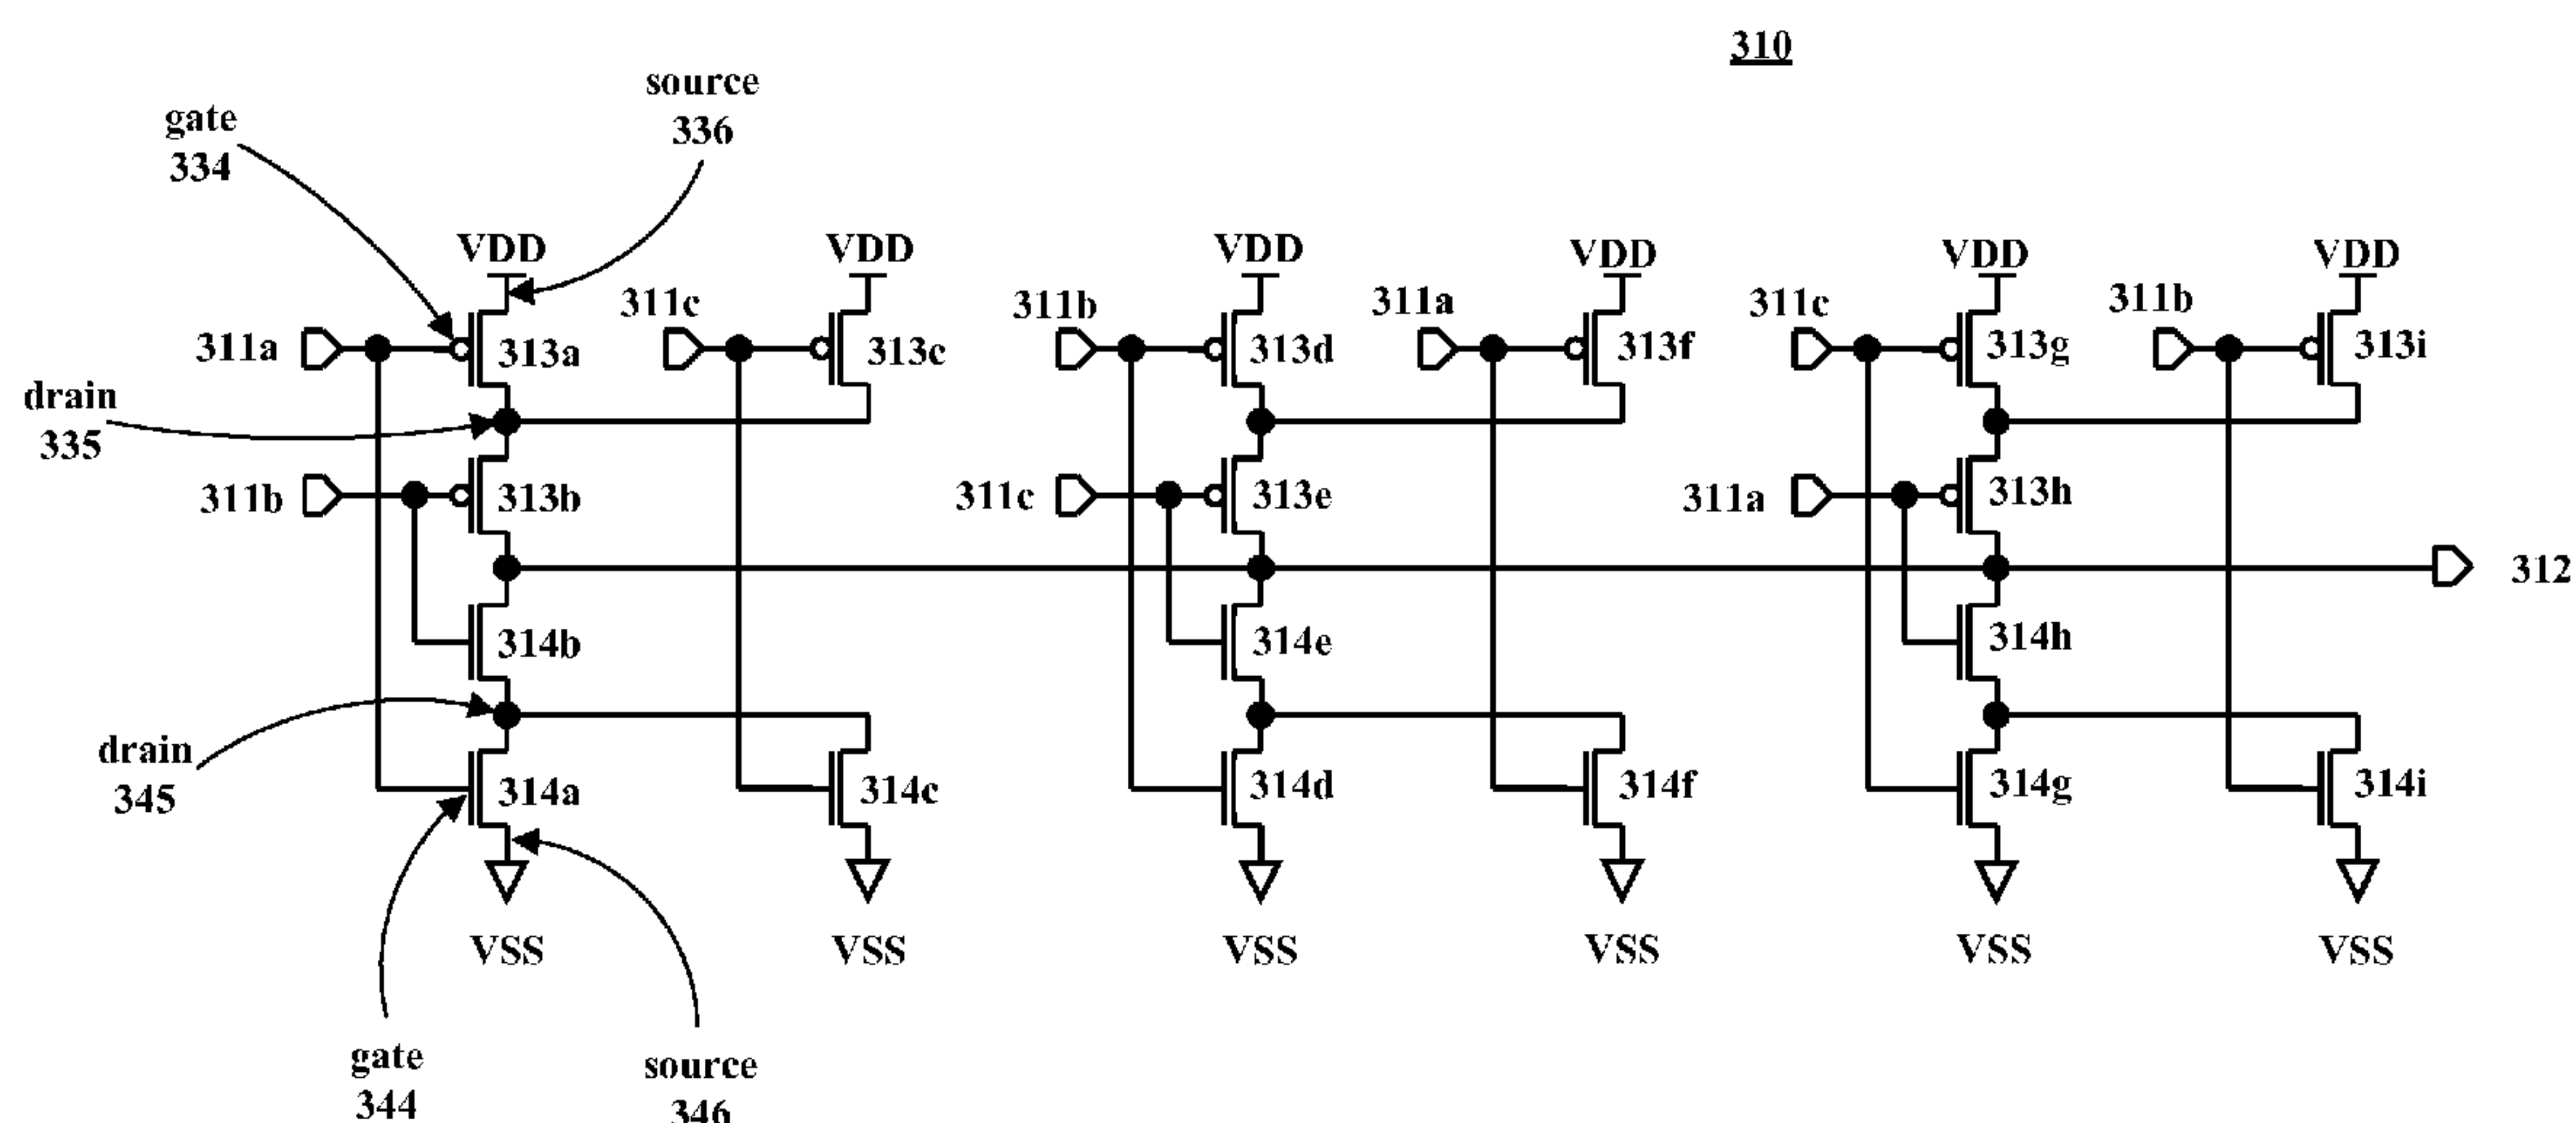 310
source
336
gate
334
VDD
VDD
VDD
VDD
VDD
VDD
311a
313a
311c
313c
311b
313d
311a
313f
311c
313g
311b
313i
drain
335
311b
313b
311c
313e
311a
313h
312
314b
314e
314h
drain
345
314a
314c
314d
314f
314g
314i
VSS
VSS
VSS
VSS
VSS
VSS
gate
344
source
346